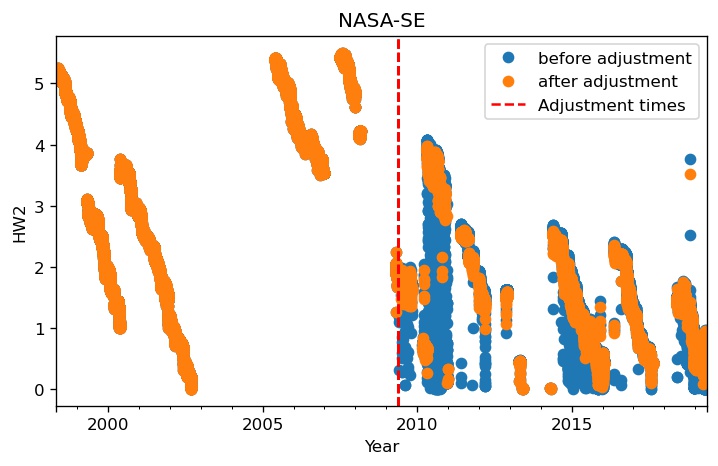 NASA-SE
before adjustment
after adjustment
Adjustment times
HW2
5
4
3
2
1
0
2000 2005 2010 2015
Year